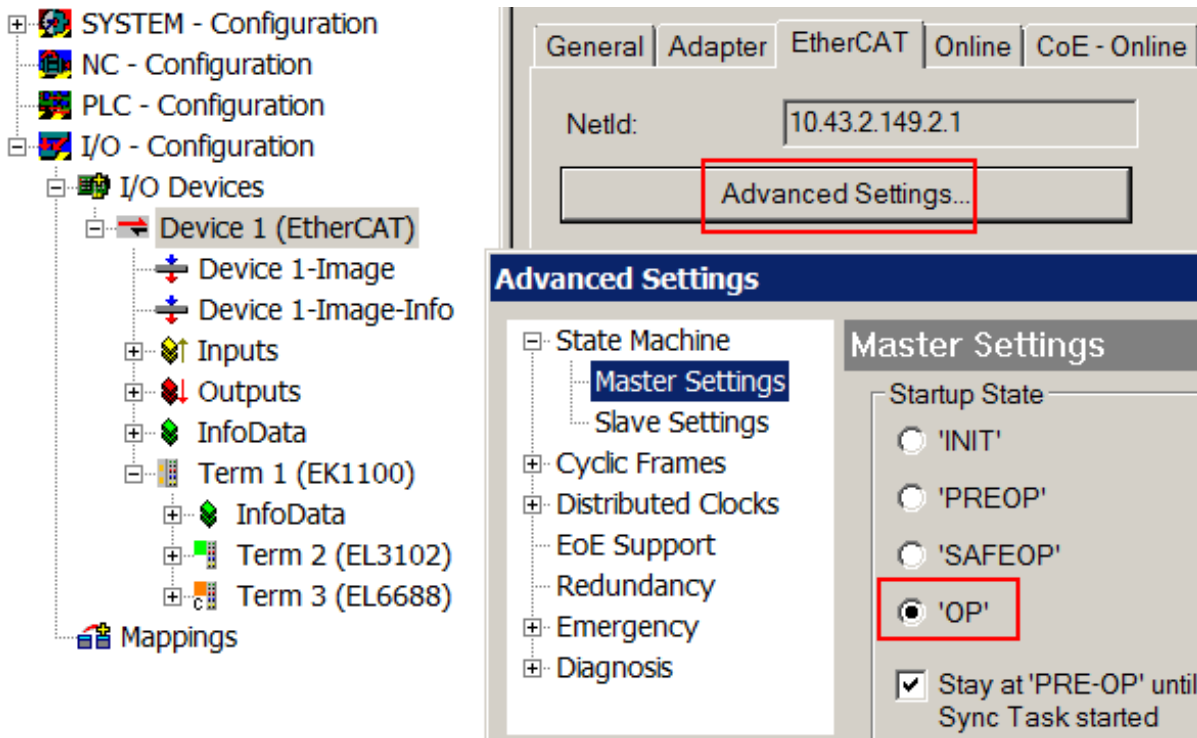 SYSTEM - Configuration
NC - Configuration
PLC - Configuration
I/O - Configuration
I/O Devices
Device 1 (EtherCAT)
Device 1-Image
Device 1-Image-Info
Inputs
Outputs
InfoData
Term 1 (EK1100)
InfoData
Term 2 (EL3102)
Term 3 (EL6688)
C
Mappings
General Adapter EtherCAT Online CoE - Online
NetId: 10.43.2.149.2.1
Advanced Settings...
Advanced Settings
State Machine
Master Settings
Slave Settings
Cyclic Frames
Distributed Clocks
EoE Support
Redundancy
Emergency
Diagnosis
Master Settings
Startup State
'INIT'
'PREOP'
'SAFEOP'
'OP'
Stay at 'PRE-OP' until
Sync Task started